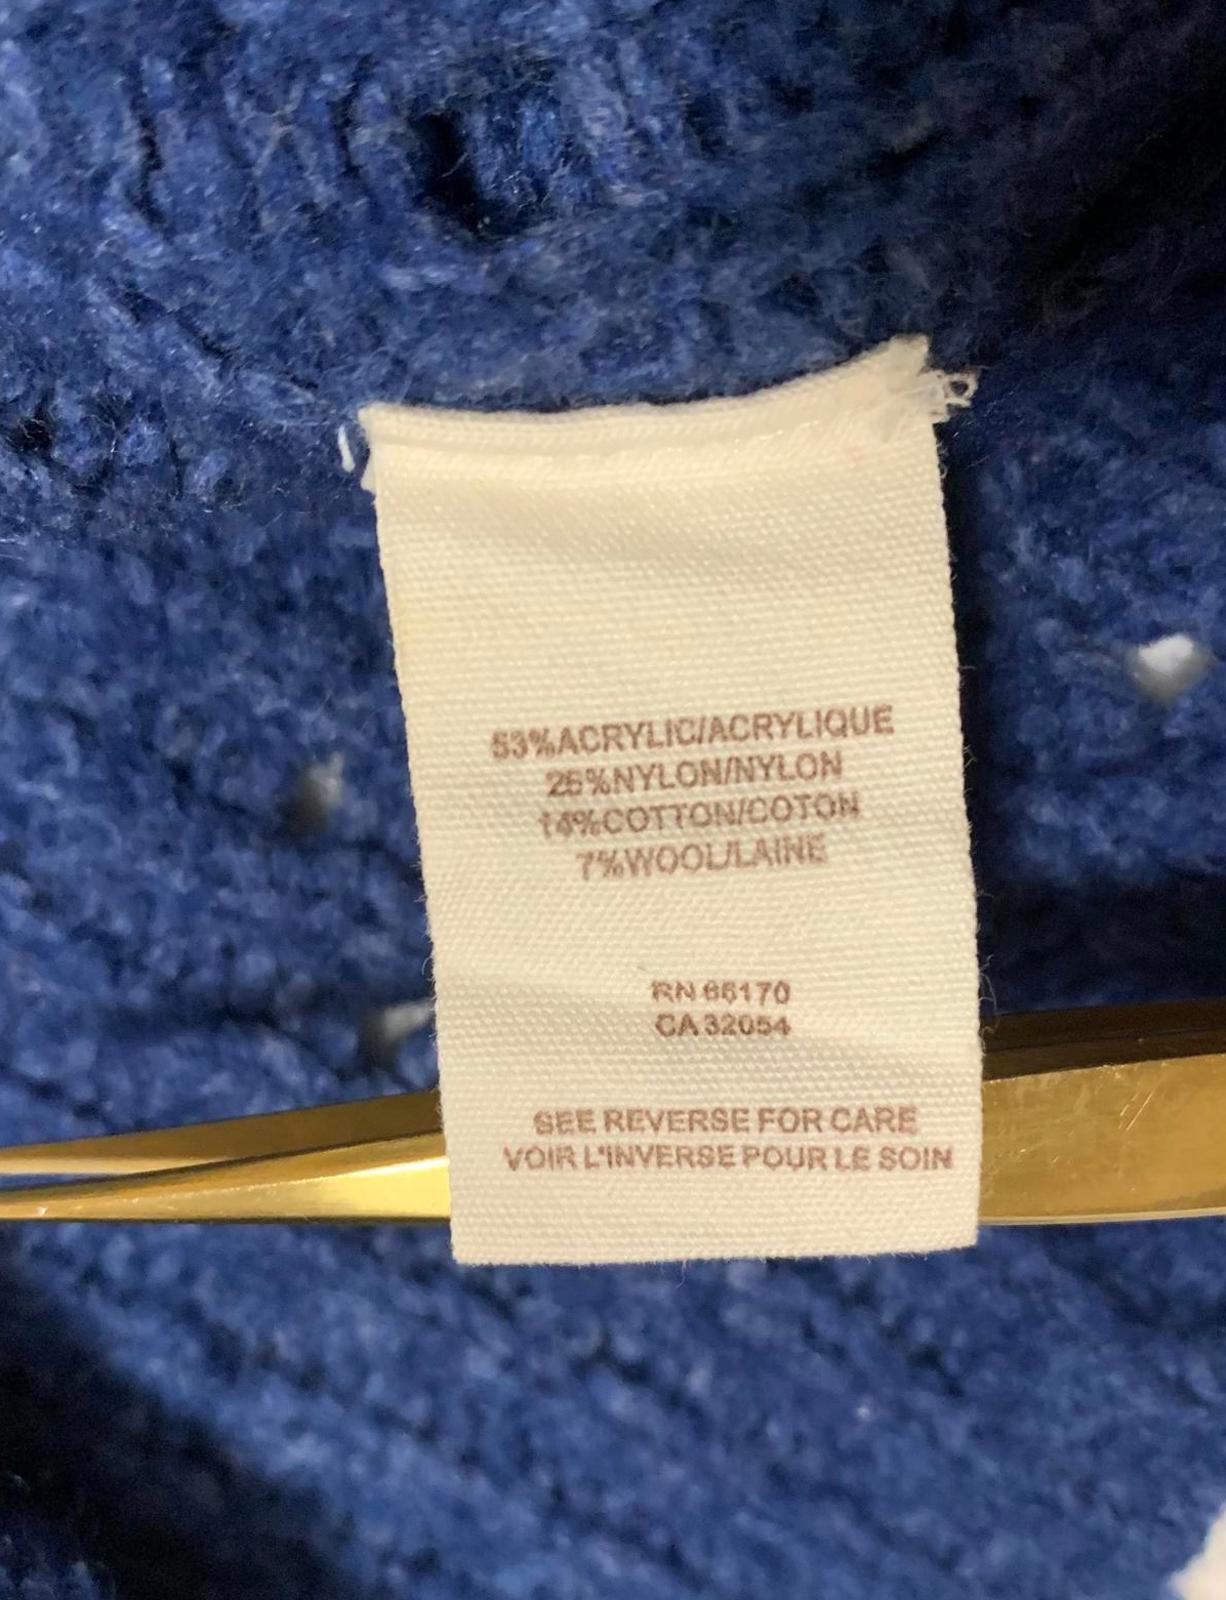 53%ACRYLIC/ACRYLIQUE
26%NYLON/NYLON
14%COTTON/COTON
7%WOOL/LAINE
RN 66170
CA 32054
SEE REVERSE FOR CARE
VOIR L'INVERSE POUR LE SOIN